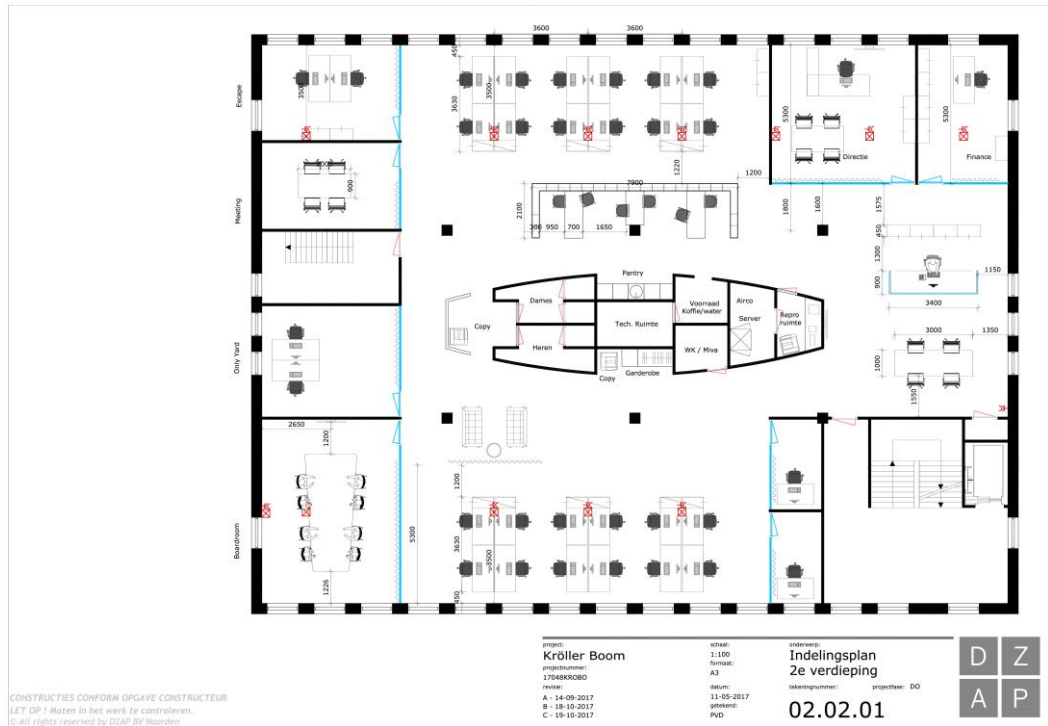 3600
3600
450
3500
3630
3500
5300
5300
Escape
Directie
Finance
1220
1200
900
7900
2100
1800
1600
1575
Meeting
300
950
700
1650
450
1300
900
1150
Pantry
3400
Dames
Voorraad
Koffie/water
Airco
Server
Repro
ruimte
Copy
Tech. Ruimte
3000
1350
Heren
WK / Miva
1000
Only Yard
Copy
Garderobe
1550
2650
1200
1200
5300
3630
3500
Boardroom
1226
450
project:
Kröller Boom
projectnummer:
17048KROBO
revisie:
A - 14-09-2017
B - 18-10-2017
C - 19-10-2017
schaal:
1:100
formaat:
A3
datum:
11-05-2017
getekend:
PVD
onderwerp:
Indelingsplan
2e verdieping
tekeningnummer:
projectfase: DO
02.02.01
D Z
A P
CONSTRUCTIES CONFORM OPGAVE CONSTRUCTEUR
LET OP ! Maten in het werk te controleren.
© All rights reserved by DZAP BV Naarden